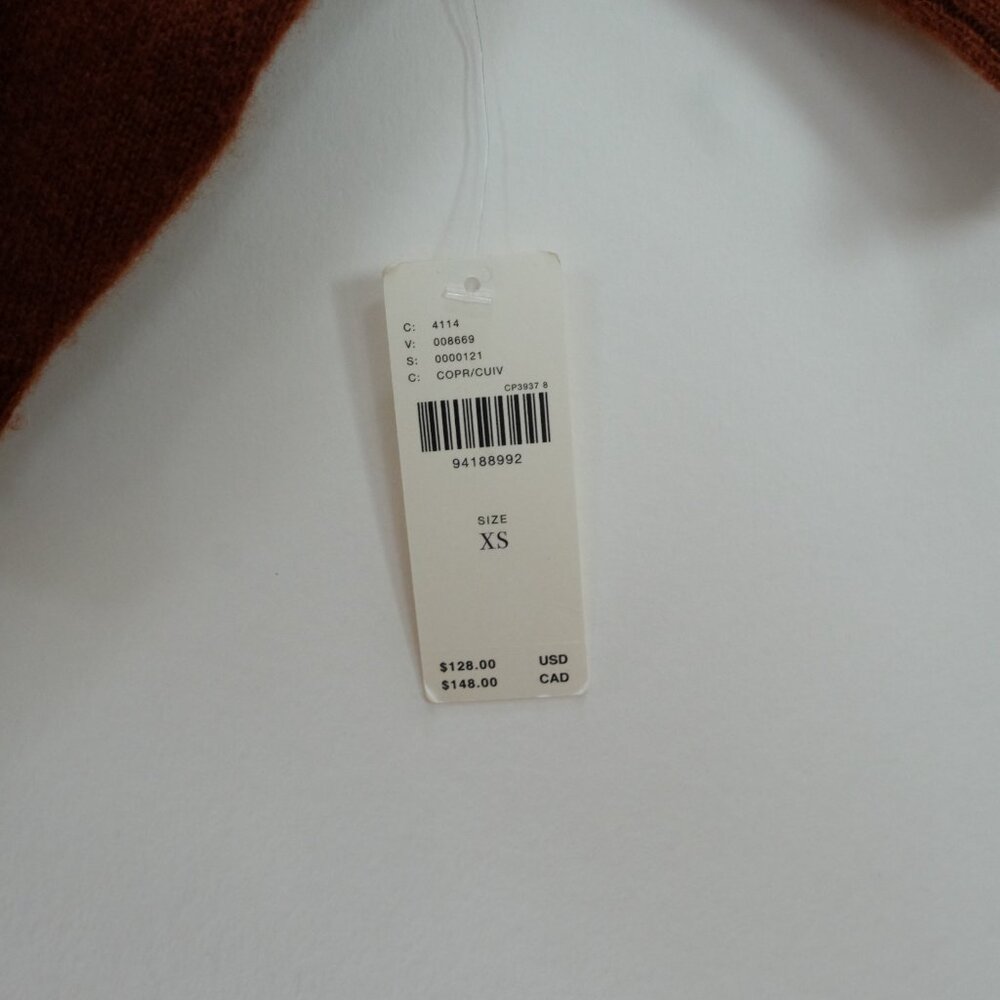 C: 4114
V: 008669
S: 0000121
C: COPR/CUIV
CP3937 8
94188992
SIZE
XS
$128.00 USD
$148.00 CAD